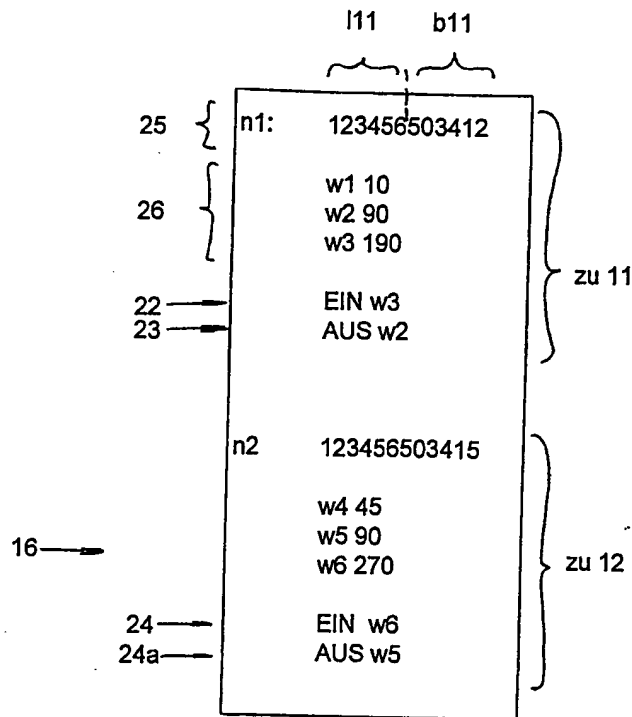 l11 b11
25 n1: 123456503412
26 w1 10
w2 90
w3 190
zu 11
22 EIN w3
23 AUS w2
n2 123456503415
w4 45
16 w5 90
w6 270
zu 12
24 EIN w6
24a AUS w5